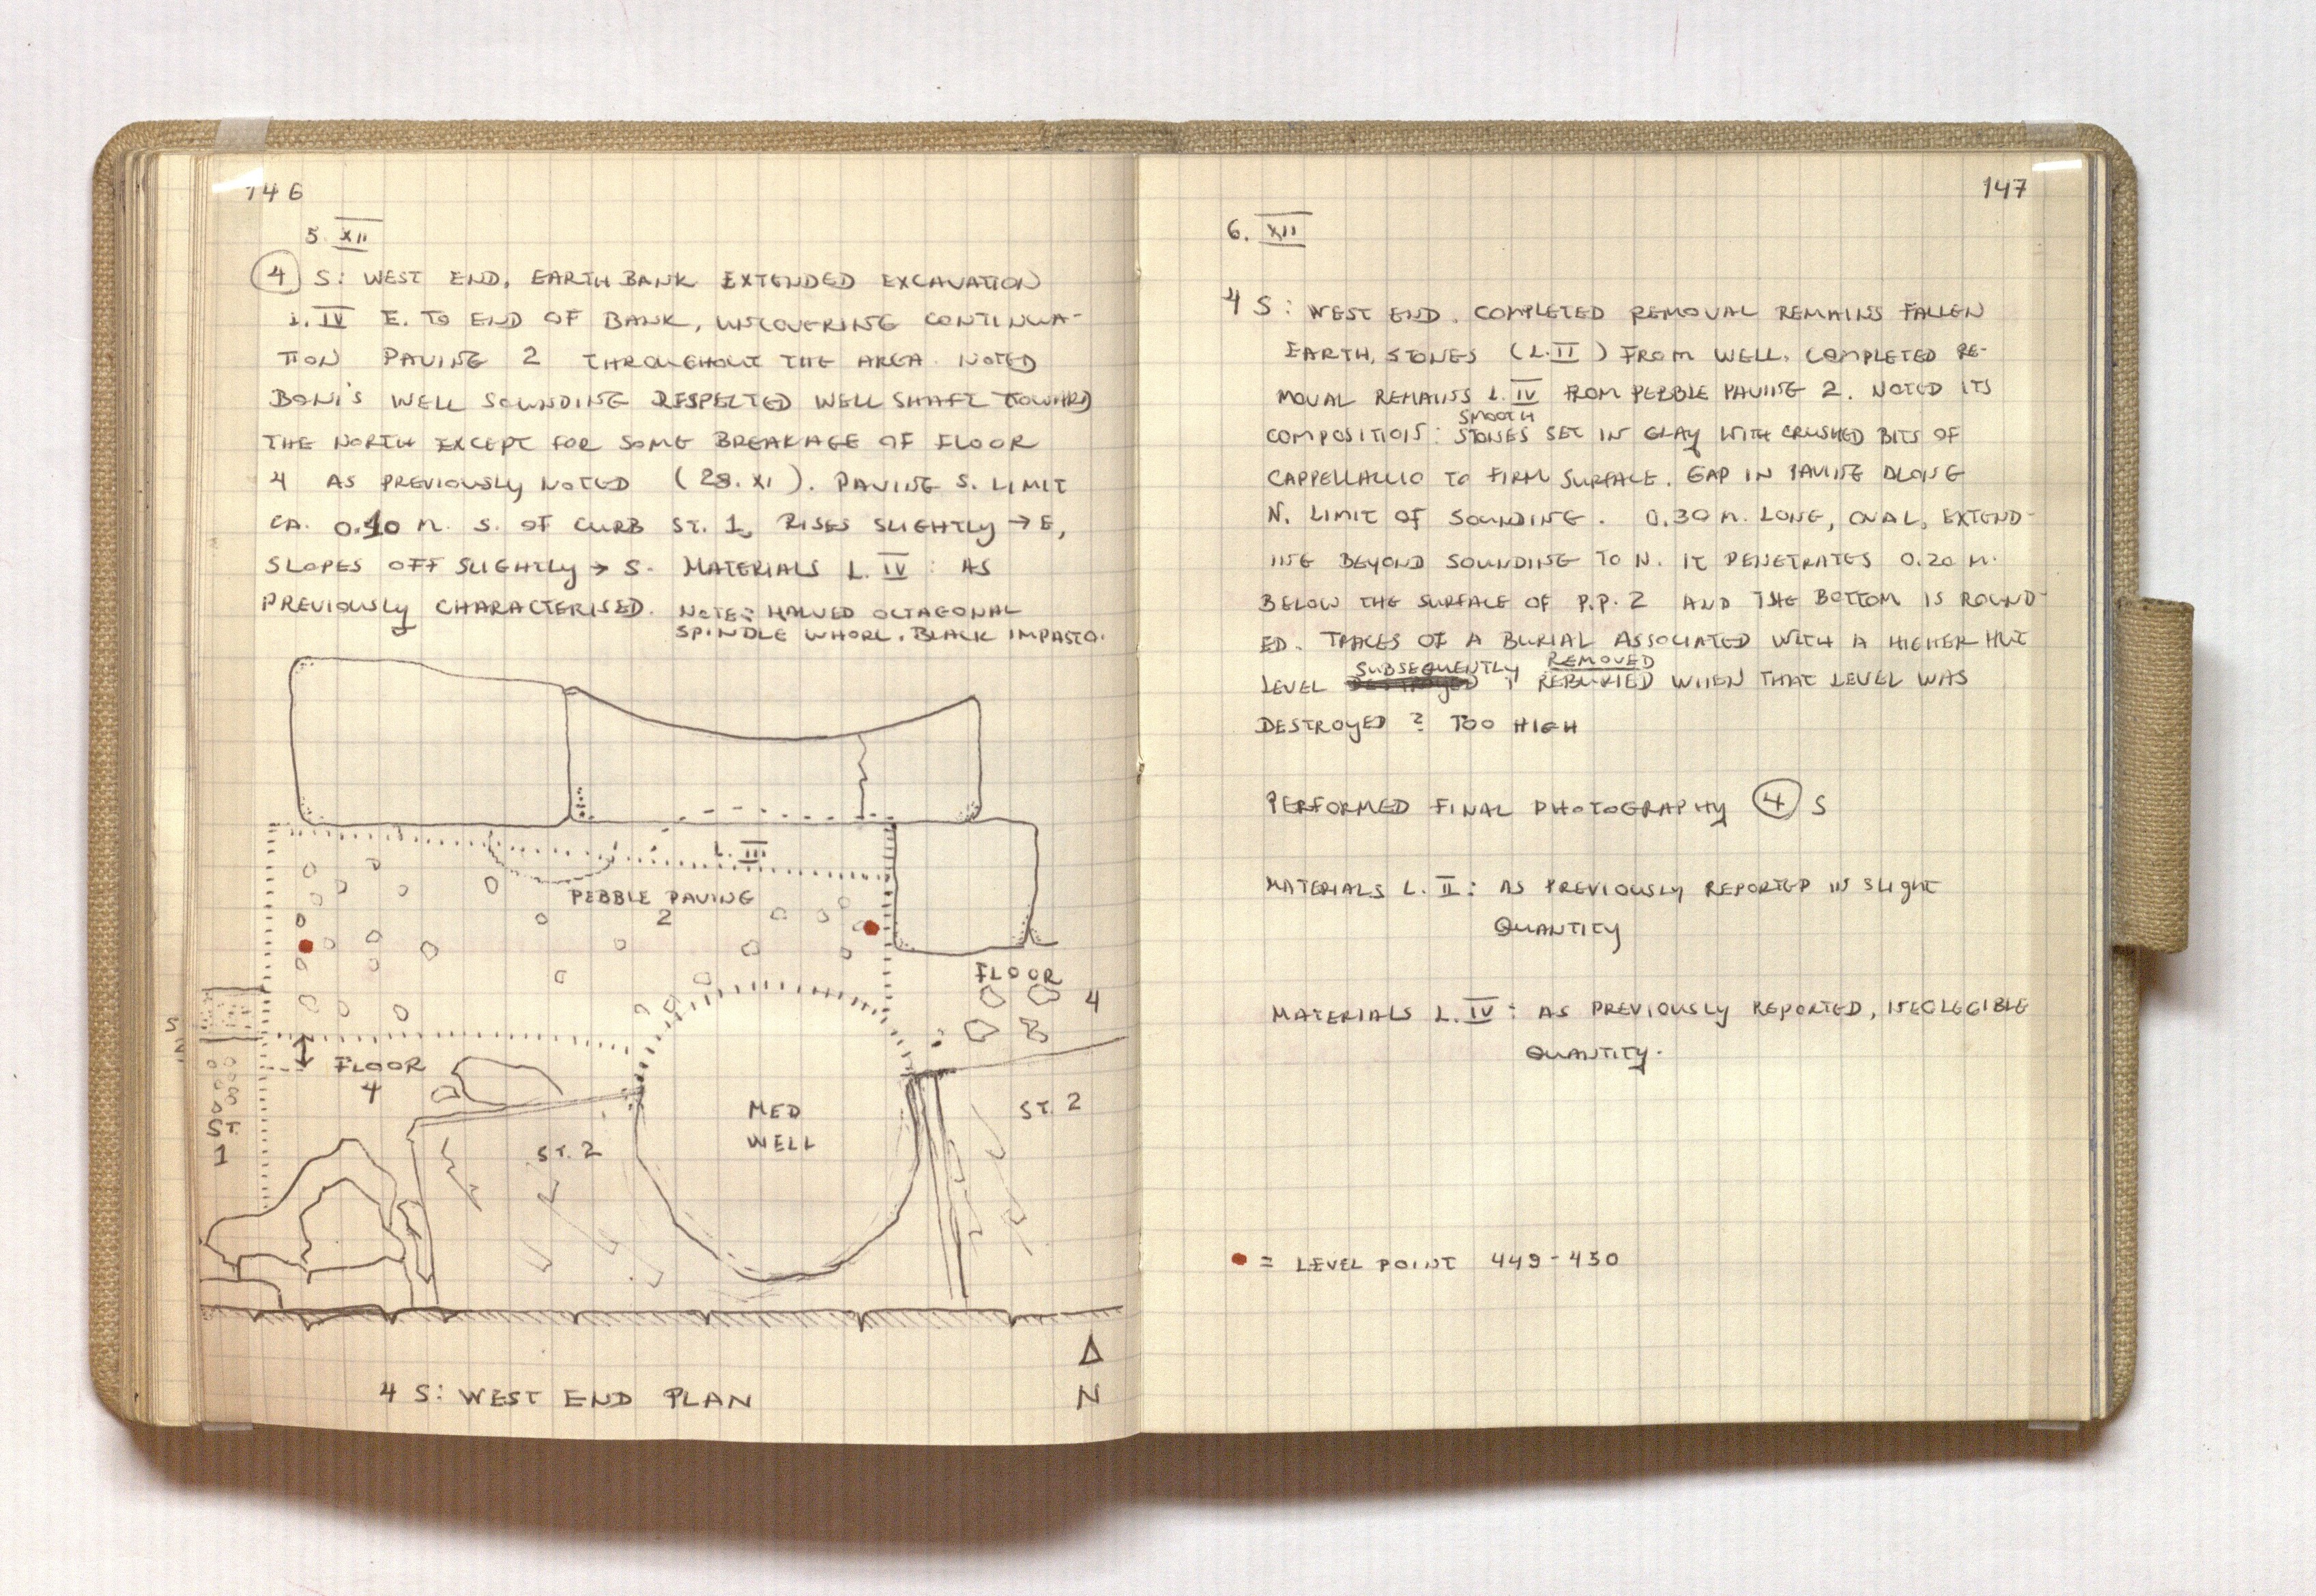 146
5. XII
4 S: WEST END, EARTH BANK EXTENDED EXCAVATION
L. IV E. TO END OF BANK, UNCOVERING CONTINUA-
TION PAVING 2 THROUGHOUT THE AREA. NOTED
BONI'S WELL SOUNDING RESPECTED WELL SHAFT TOWARD
THE NORTH EXCEPT FOR SOME BREAKAGE OF FLOOR
4 AS PREVIOUSLY NOTED (28. XI). PAVING S. LIMIT
CA. 0.10 M. S. OF CURB ST. 1, RISES SLIGHTLY → E,
SLOPES OFF SLIGHTLY → S. MATERIALS L. IV: AS
PREVIOUSLY CHARACTERISED. NOTE: HALVED OCTAGONAL
SPINDLE WHORL. BLACK IMPASTO.
L. III
PEBBLE PAVING
2
FLOOR
4
FLOOR
4
ST.
1
MED
WELL
ST. 2
ST. 2
Δ
N
4 S: WEST END PLAN
147
6. XII
4 S: WEST END. COMPLETED REMOVAL REMAINS FALLEN
EARTH, STONES (L. II) FROM WELL. COMPLETED RE-
MOVAL REMAINS L. IV FROM PEBBLE PAVING 2. NOTED ITS
SMOOTH
COMPOSITION: STONES SET IN CLAY WITH CRUSHED BITS OF
CAPPELLACCIO TO FIRM SURFACE. GAP IN PAVING ALONG
N. LIMIT OF SOUNDING. 0.30 M. LONG, OVAL, EXTEND-
ING BEYOND SOUNDING TO N. IT PENETRATES 0.20 M.
BELOW THE SURFACE OF P.P. 2 AND THE BOTTOM IS ROUND-
ED. TRACES OF A BURIAL ASSOCIATED WITH A HIGHER HUT
SUBSEQUENTLY REMOVED
LEVEL REBURIED WHEN THAT LEVEL WAS
DESTROYED? TOO HIGH
PERFORMED FINAL PHOTOGRAPHY 4 S
MATERIALS L. II: AS PREVIOUSLY REPORTED IN SLIGHT
QUANTITY
MATERIALS L. IV: AS PREVIOUSLY REPORTED, NEGLEGIBLE
QUANTITY.
= LEVEL POINT 449-450